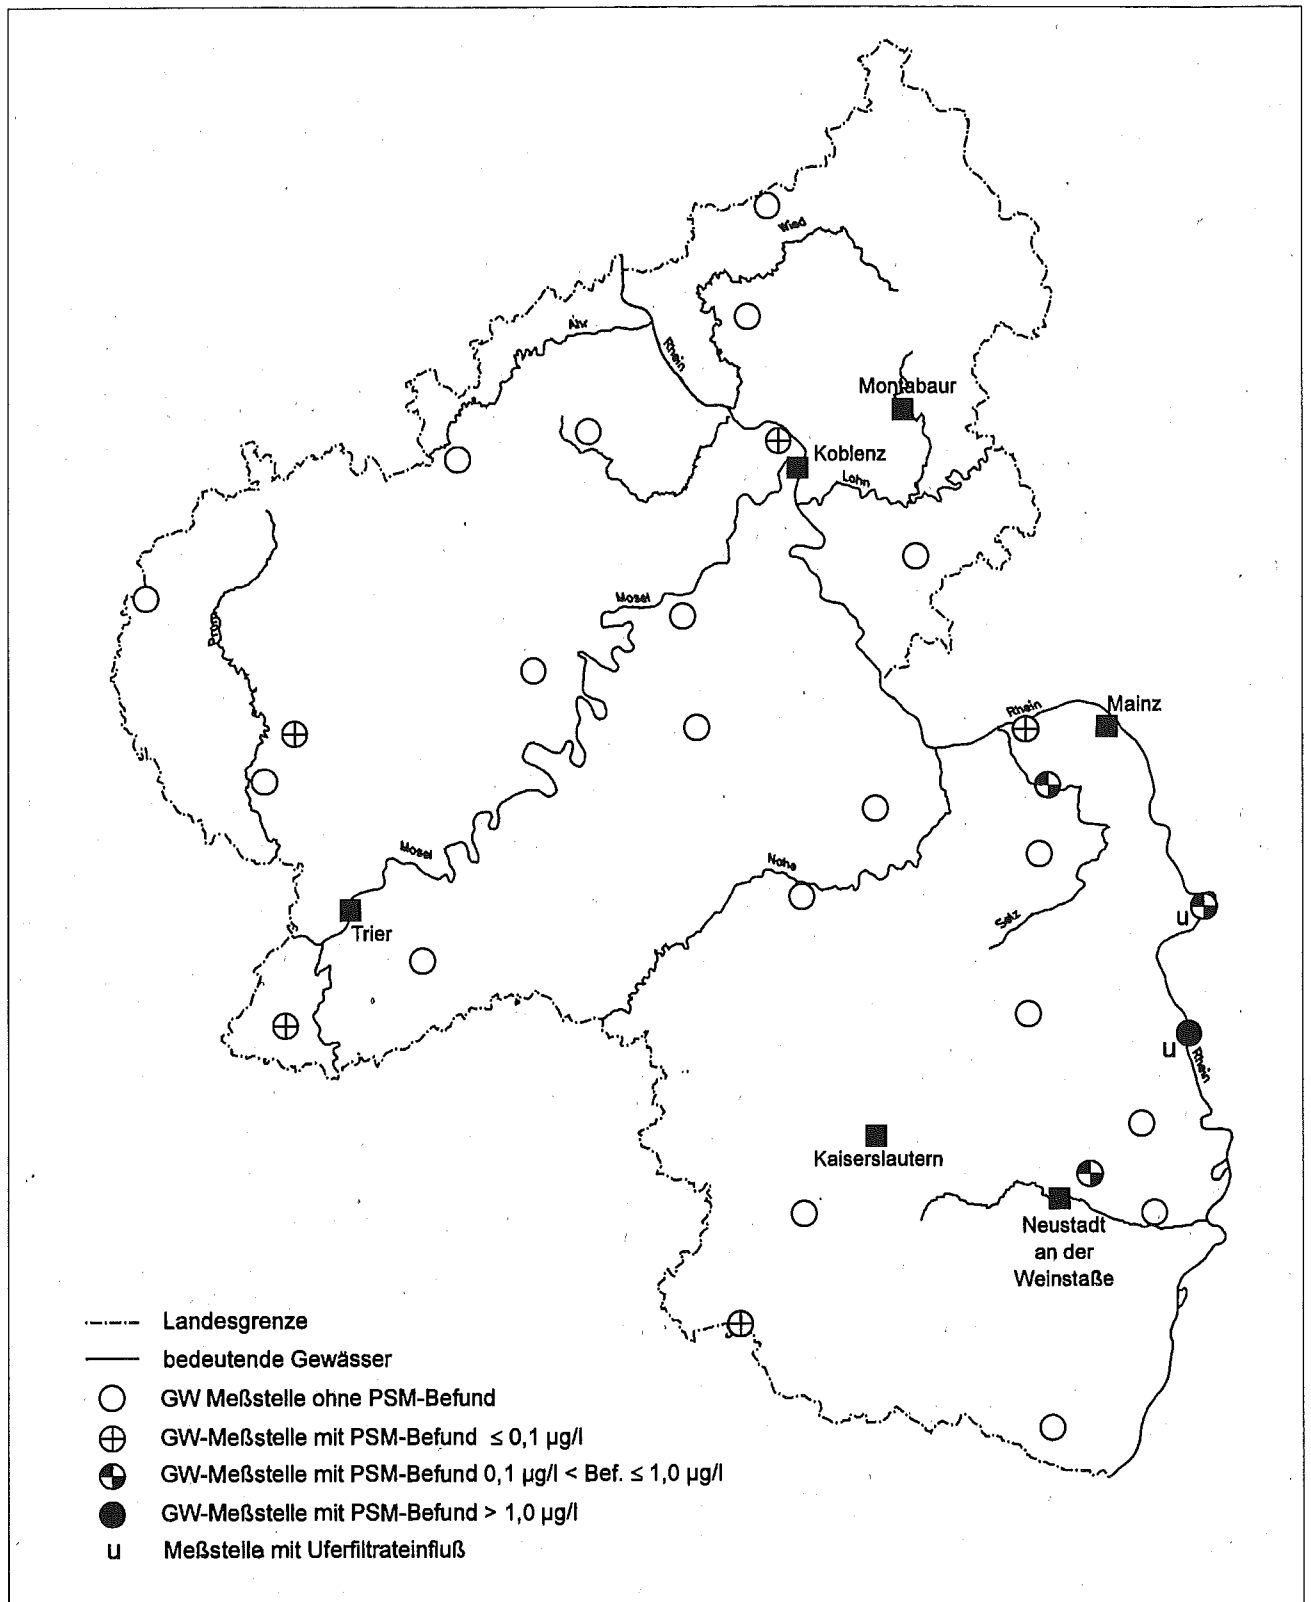 Wied
Ahr
Rhein
Montabaur
Koblenz
Lahn
Mosel
Prüm
Rhein
Mainz
Mosel
Nahe
Selz
u
Trier
u
Rhein
Kaiserslautern
Neustadt
an der
Weinstaße
Landesgrenze
bedeutende Gewässer
GW Meßstelle ohne PSM-Befund
GW-Meßstelle mit PSM-Befund ≤ 0,1 µg/l
GW-Meßstelle mit PSM-Befund 0,1 µg/l < Bef. ≤ 1,0 µg/l
GW-Meßstelle mit PSM-Befund > 1,0 µg/l
u Meßstelle mit Uferfiltrateinfluß